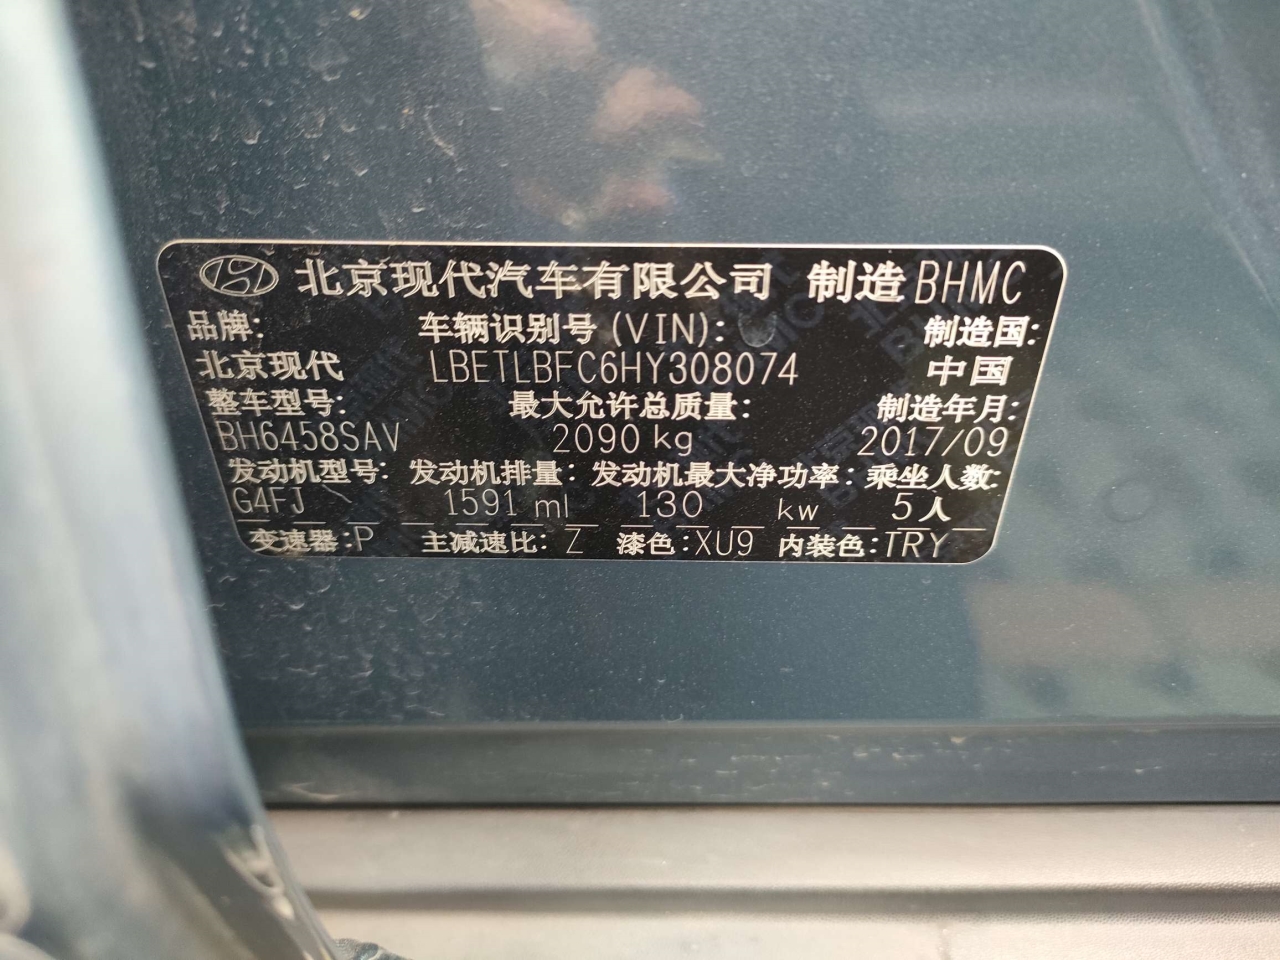 北京现代汽车有限公司 制造 BHMC
品牌: 车辆识别号(VIN): 制造国:
北京现代 LBETLBFC6HY308074 中国
整车型号: 最大允许总质量: 制造年月:
BH6458SAV 2090 kg 2017/09
发动机型号: 发动机排量: 发动机最大净功率: 乘坐人数:
G4FJ 1591 ml 130 kw 5人
变速器:P 主减速比: Z 漆色:XU9 内装色:TRY